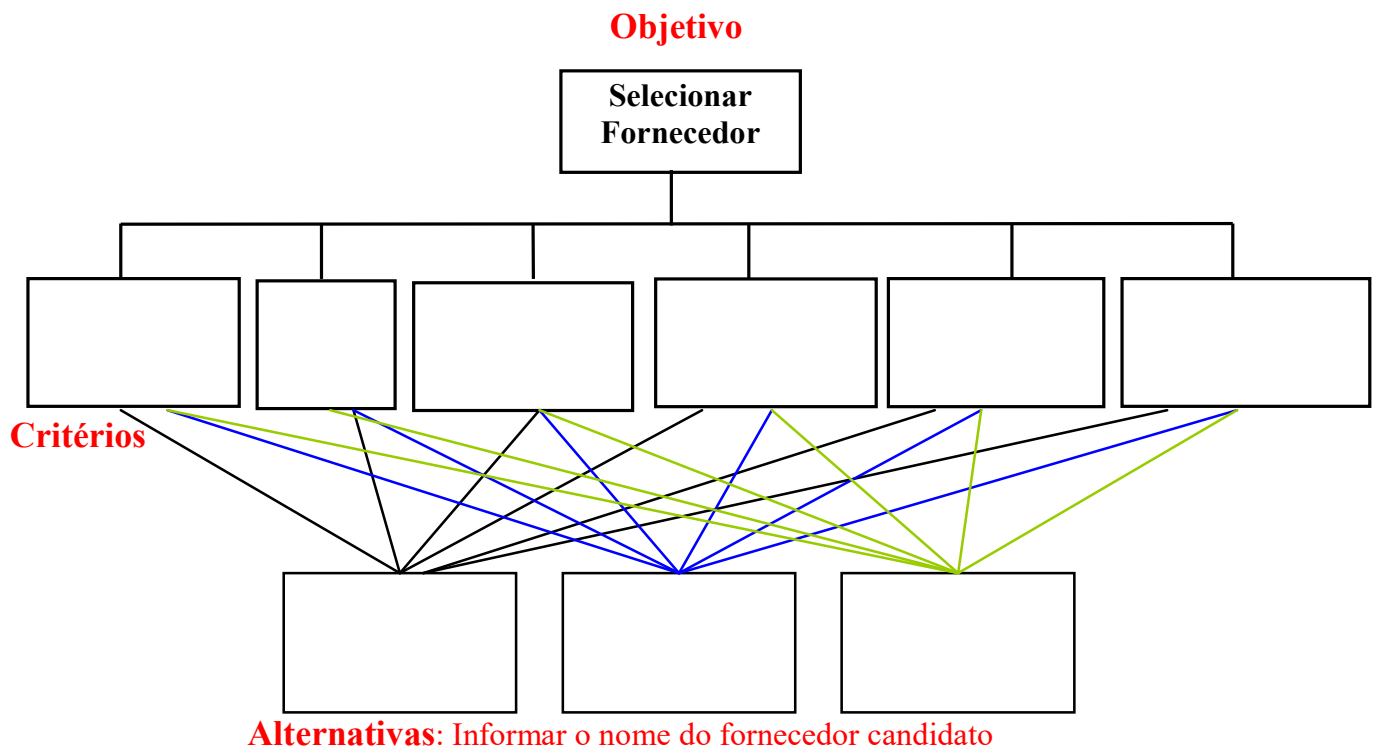 Objetivo
Selecionar
Fornecedor
Critérios
Alternativas: Informar o nome do fornecedor candidato